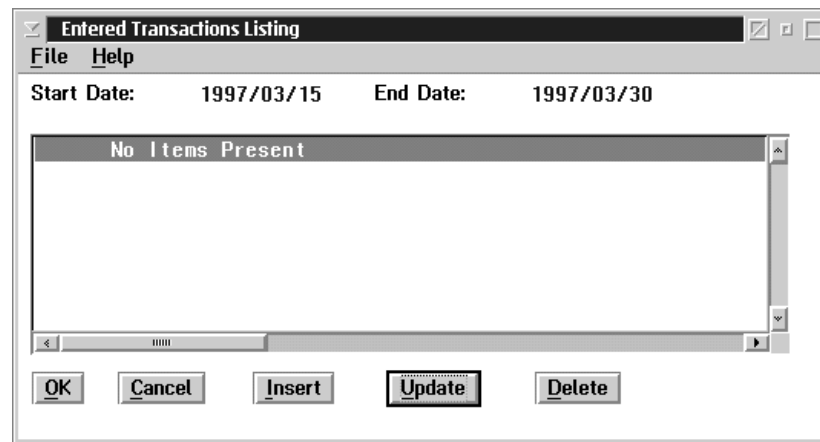 Entered Transactions Listing
File Help
Start Date: 1997/03/15 End Date: 1997/03/30
No Items Present
OK Cancel Insert Update Delete